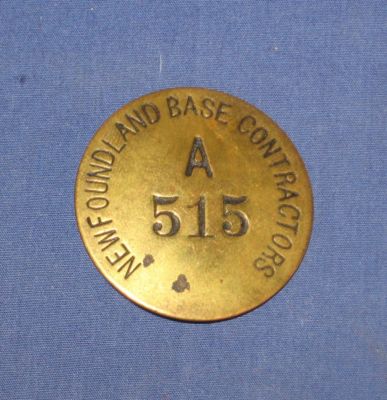 NEWFOUNDLAND BASE CONTRACTORS
A
515